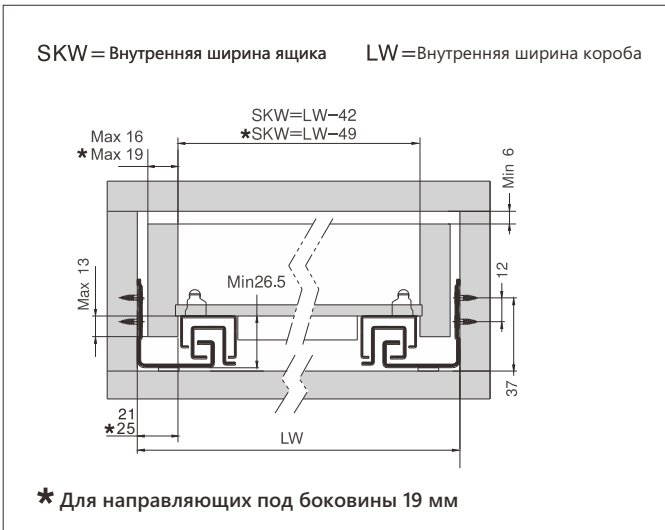 SKW=Внутренняя ширина ящика LW=Внутренняя ширина короба
SKW=LW-42
*SKW=LW-49
Max 16
*Max 19
Min 6
Max 13
Min26.5
12
37
21
*25
LW
* Для направляющих под боковины 19 мм